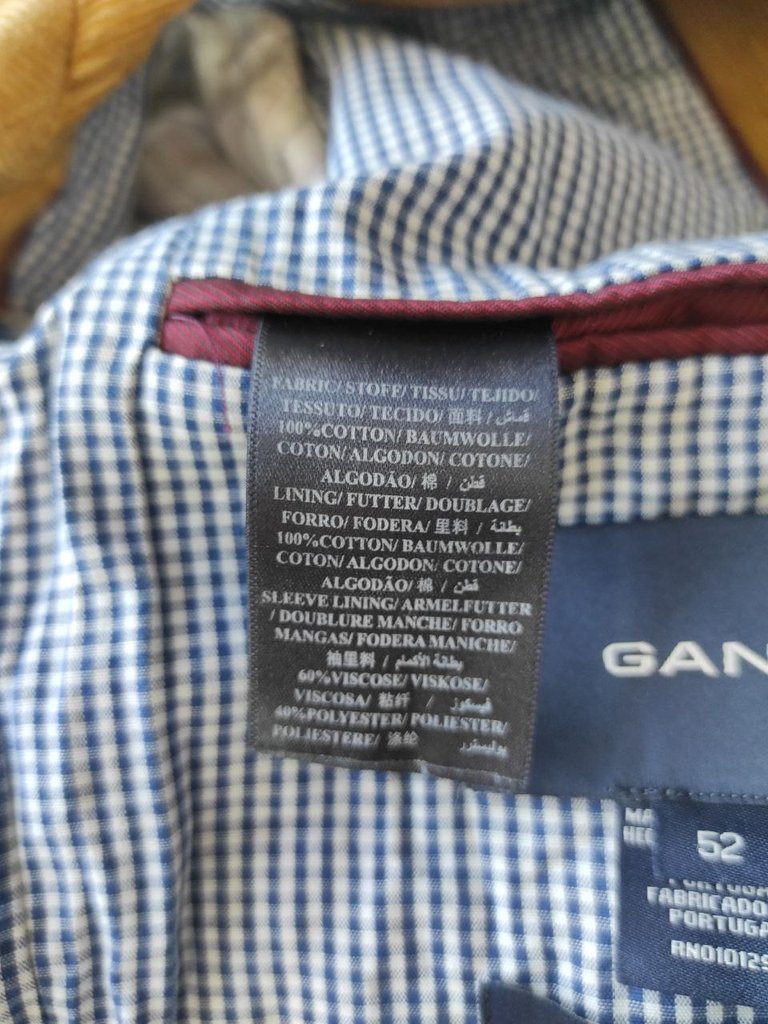 FABRIC/ STOFF/ TISSU/ TEJIDO/
TESSUTO/ TECIDO/ 面料 / قماش/
100%COTTON/ BAUMWOLLE/
COTON/ ALGODON/ COTONE/
ALGODÃO/ 棉 / قطن
LINING/ FUTTER/ DOUBLAGE/
FORRO/ FODERA/ 里料 / بطانة/
100%COTTON/ BAUMWOLLE/
COTON/ ALGODON/ COTONE/
ALGODÃO/ 棉 / قطن
SLEEVE LINING/ ARMELFUTTER
/ DOUBLURE MANCHE/ FORRO
MANGAS/ FODERA MANICHE/
袖里料 / بطانة الأكمام/
60%VISCOSE/ VISKOSE/
VISCOSA/ 粘纤 / فيسكوز
40%POLYESTER/ POLIESTER/
POLIESTERE/ 涤纶 بوليستر
GAN
52
FABRICADO
PORTUGA
RN010129